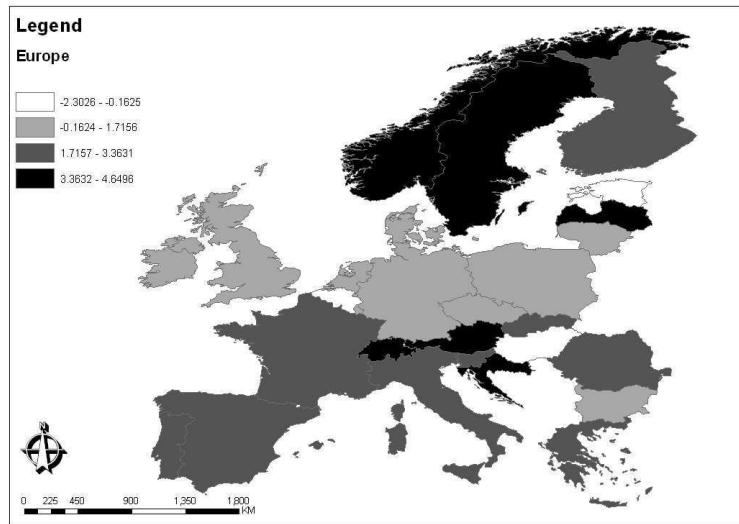 Legend
Europe
-2.3026 - -0.1625
-0.1624 - 1.7156
1.7157 - 3.3631
3.3632 - 4.6496
0 225 450 900 1,350 1,800
KM